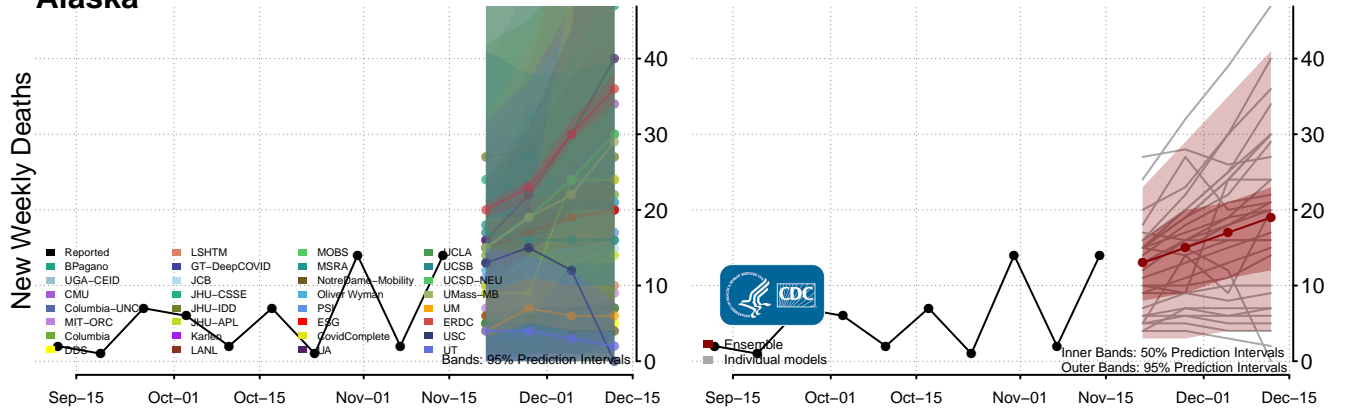 Alaska
New Weekly Deaths
40
30
20
10
0
Reported
BPagano
UGA−CEID
CMU
Columbia−UNC
MIT−ORC
Columbia
DDS
LSHTM
GT−DeepCOVID
JCB
JHU−CSSE
JHU−IDD
JHU−APL
Karlen
LANL
MOBS
MSRA
NotreDame−Mobility
Oliver Wyman
PSI
ESG
CovidComplete
UA
UCLA
UCSB
UCSD−NEU
UMass−MB
UM
ERDC
USC
UT
Bands: 95% Prediction Intervals
Sep−15 Oct−01 Oct−15 Nov−01 Nov−15 Dec−01 Dec−15
40
30
20
10
0
CDC
Ensemble
Individual models
Inner Bands: 50% Prediction Intervals
Outer Bands: 95% Prediction Intervals
Sep−15 Oct−01 Oct−15 Nov−01 Nov−15 Dec−01 Dec−15